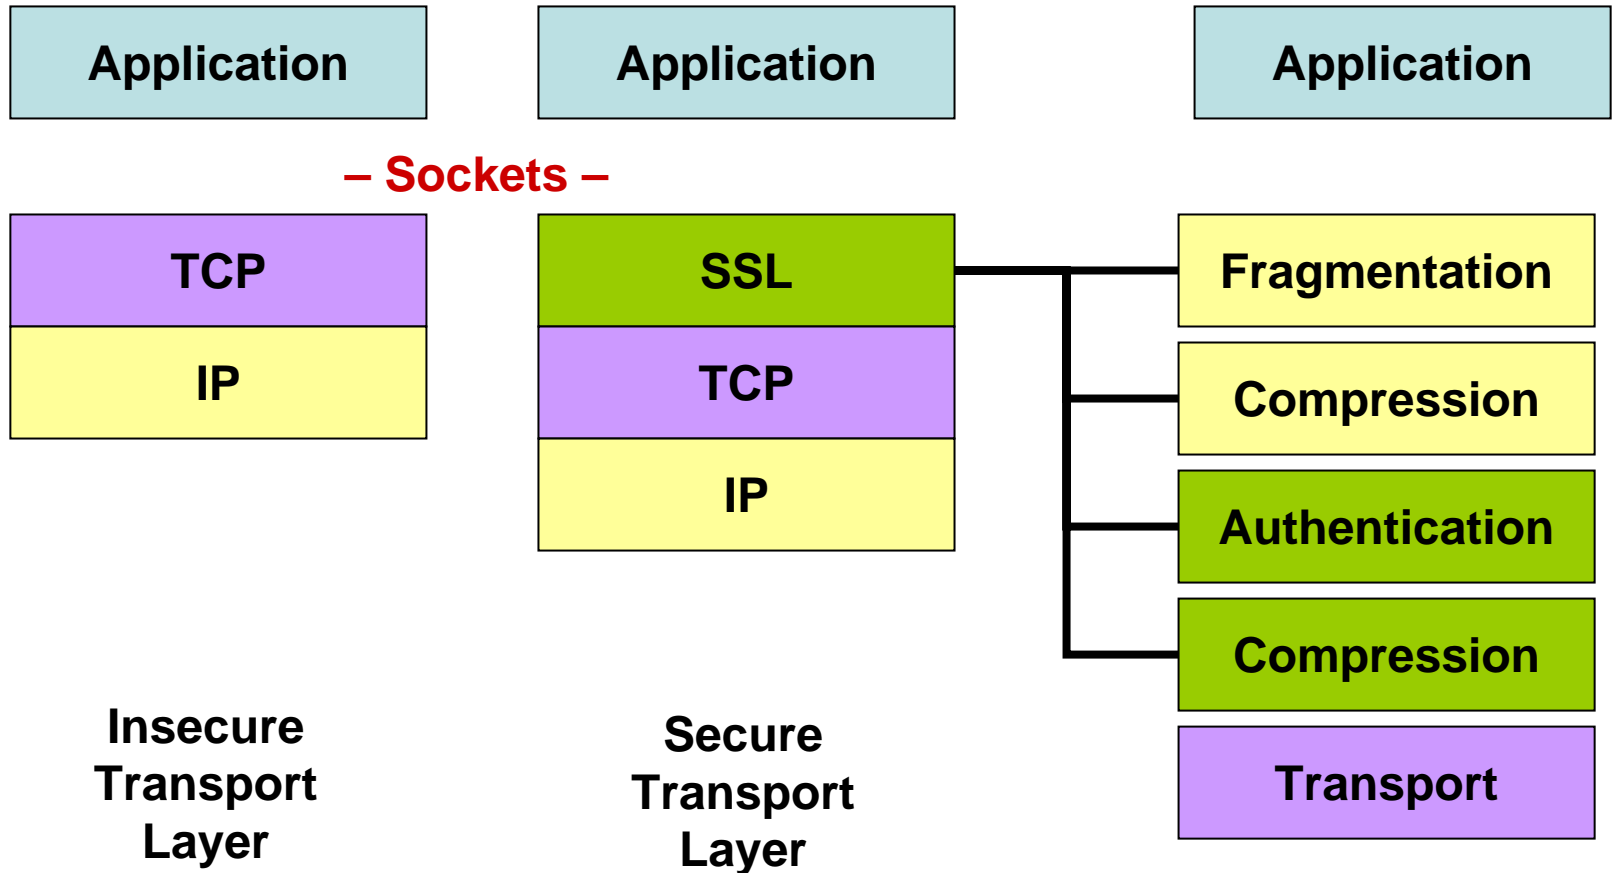 Application
Application
Application
– Sockets –
TCP
IP
SSL
TCP
IP
Fragmentation
Compression
Authentication
Compression
Transport
Insecure
Transport
Layer
Secure
Transport
Layer